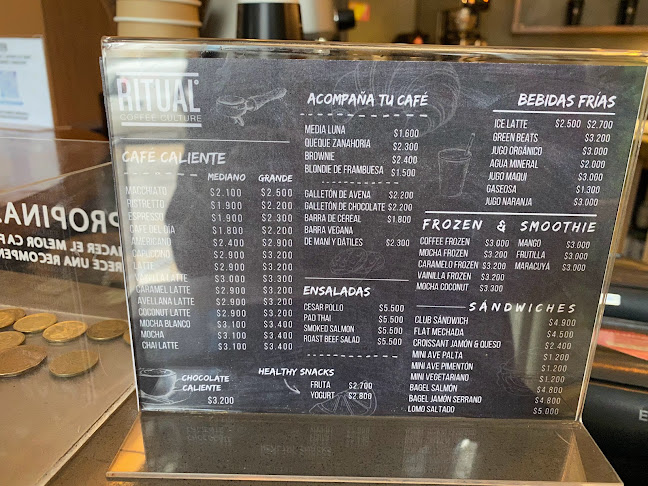 RITUAL
COFFEE CULTURE
CAFÉ CALIENTE
MEDIANO GRANDE
MACCHIATO $2.100 $2.500
RISTRETTO $1.900 $2.100
ESPRESSO $1.900 $2.300
CAFÉ DEL DÍA $1.800 $2.200
AMERICANO $2.400 $2.900
CAPUCCINO $2.900 $3.200
LATTE $2.900 $3.200
LATTE $3.000 $3.300
CARAMEL LATTE $2.900 $3.200
AVELLANA LATTE $2.900 $3.200
COCONUT LATTE $2.900 $3.200
MOCHA BLANCO $3.100 $3.400
MOCHA $3.100 $3.400
CHAI LATTE $3.100 $3.400
CHOCOLATE
CALIENTE
$3.200
ACOMPAÑA TU CAFÉ
MEDIA LUNA $1.600
QUEQUE ZANAHORIA $2.300
BROWNIE $2.400
BLONDIE DE FRAMBUESA $1.500
GALLETÓN DE AVENA $2.200
GALLETÓN DE CHOCOLATE $2.200
BARRA DE CEREAL $1.800
BARRA VEGANA
DE MANÍ Y DÁTILES $2.300
ENSALADAS
CESAR POLLO $5.500
PAD THAI $5.500
SMOKED SALMON $5.500
ROAST BEEF SALAD $5.500
HEALTHY SNACKS
FRUTA $2.700
YOGURT $2.800
BEBIDAS FRÍAS
ICE LATTE $2.500 $2.700
GREEN BEATS $3.200
JUGO ORGÁNICO $3.000
AGUA MINERAL $2.000
JUGO MAQUI $3.000
GASEOSA $1.300
JUGO NARANJA $3.000
FROZEN & SMOOTHIE
COFFEE FROZEN $3.000 MANGO $3.000
MOCHA FROZEN $3.200 FRUTILLA $3.000
CARAMELO FROZEN $3.200 MARACUYÁ $3.000
VAINILLA FROZEN $3.200
MOCHA COCONUT $3.300
SÁNDWICHES
CLUB SÁNDWICH $4.900
FLAT MECHADA $4.500
CROISSANT JAMÓN & QUESO $2.400
MINI AVE PALTA $1.200
MINI AVE PIMENTÓN $1.200
MINI VEGETARIANO $1.200
BAGEL SALMÓN $4.800
BAGEL JAMÓN SERRANO $4.800
LOMO SALTADO $5.000
PROPINA
HACER EL MEJOR CA
RECE UNA RECOMPEN